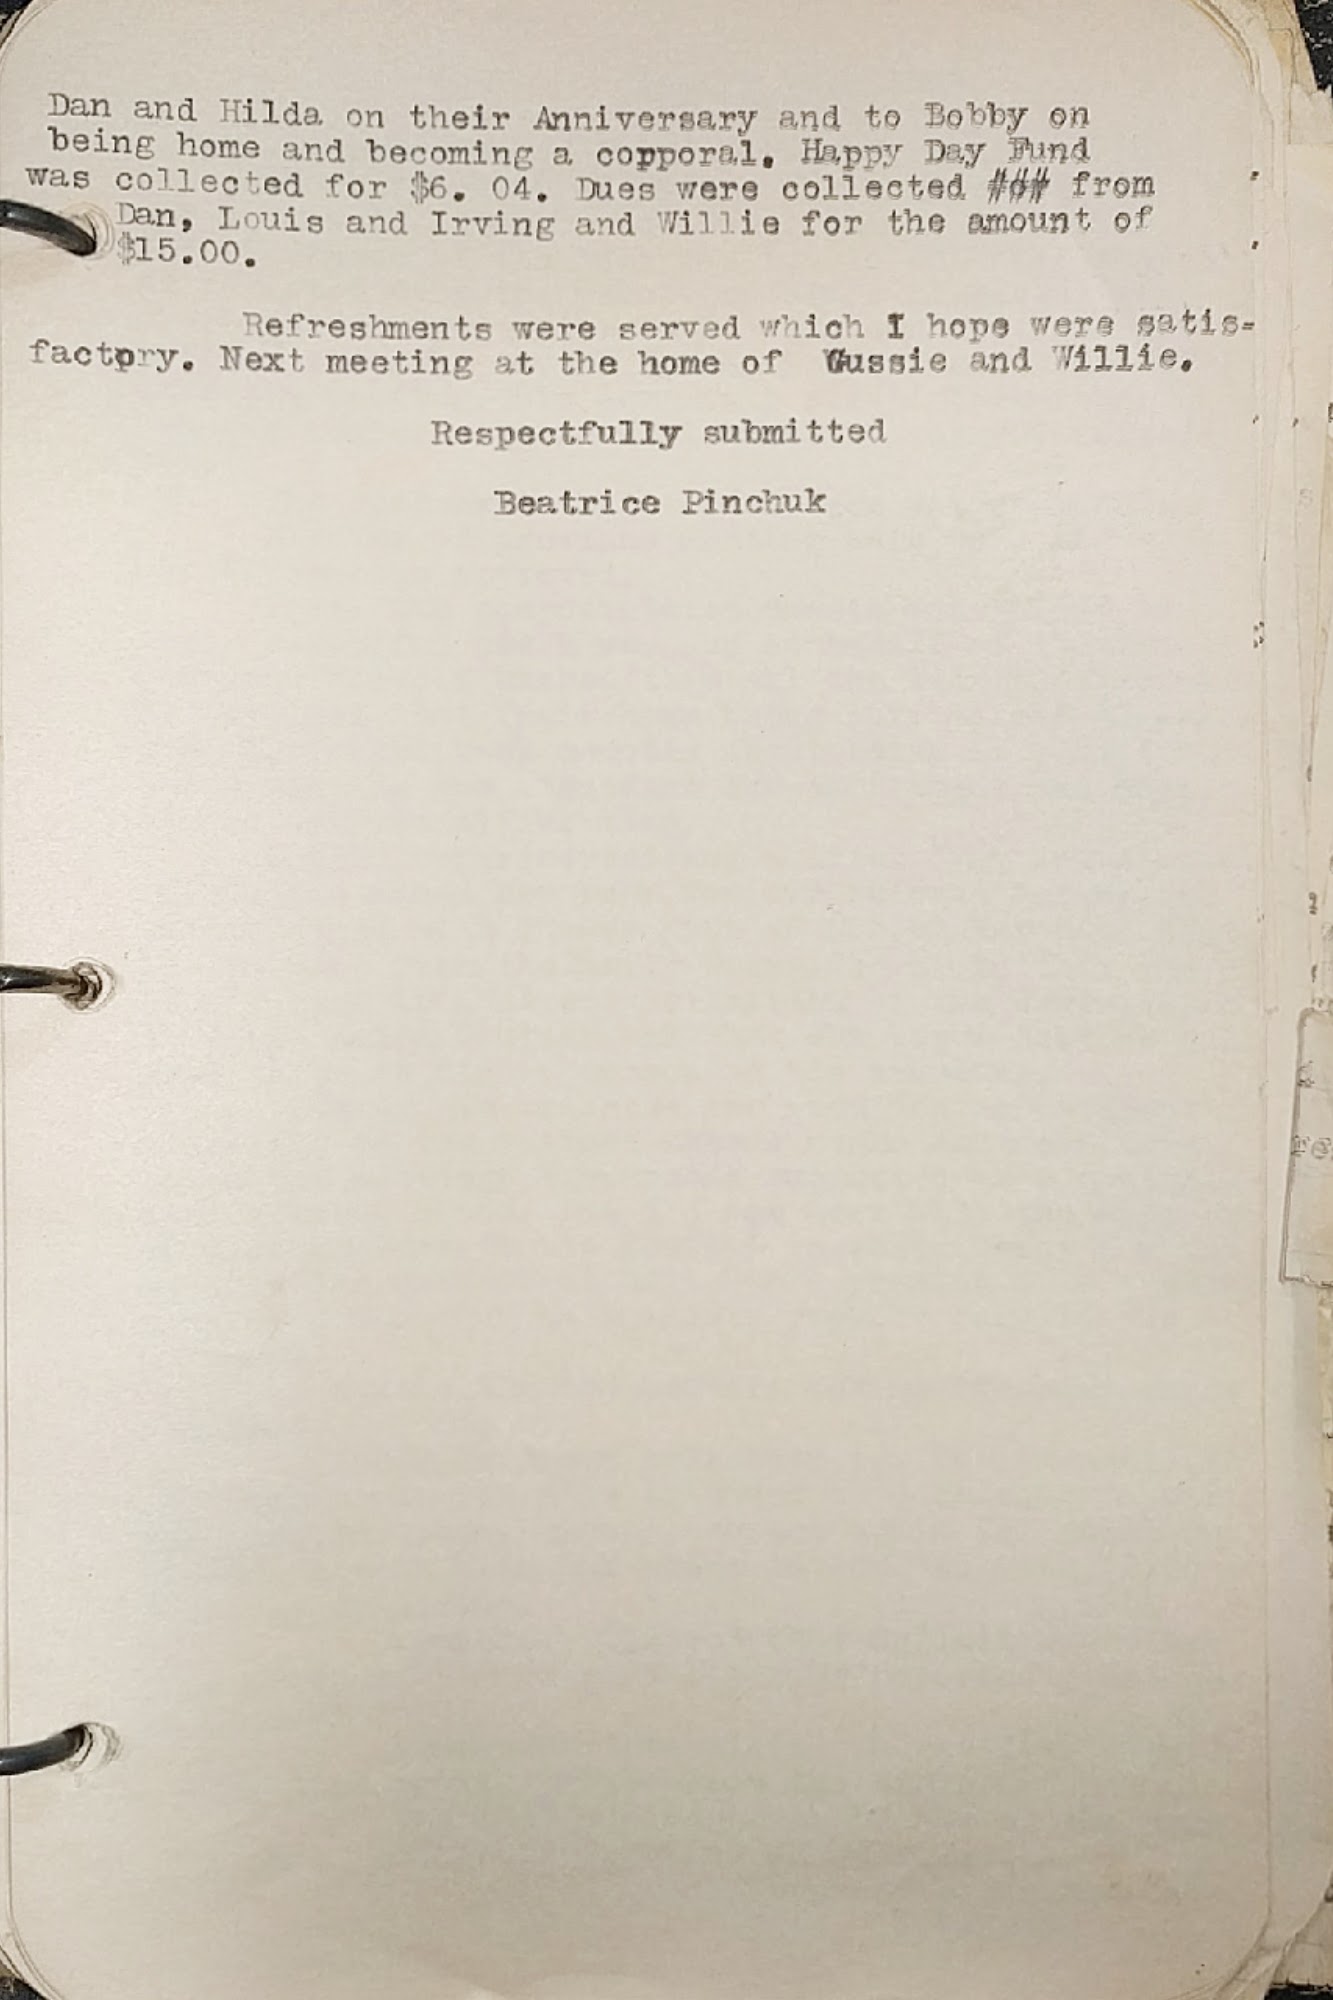 Dan and Hilda on their Anniversary and to Bobby on
being home and becoming a copporal. Happy Day Fund
was collected for $6. 04. Dues were collected ### from
Dan, Louis and Irving and Willie for the amount of
$15.00.
Refreshments were served which I hope were satis=
factpry. Next meeting at the home of Gussie and Willie.
Respectfully submitted
Beatrice Pinchuk